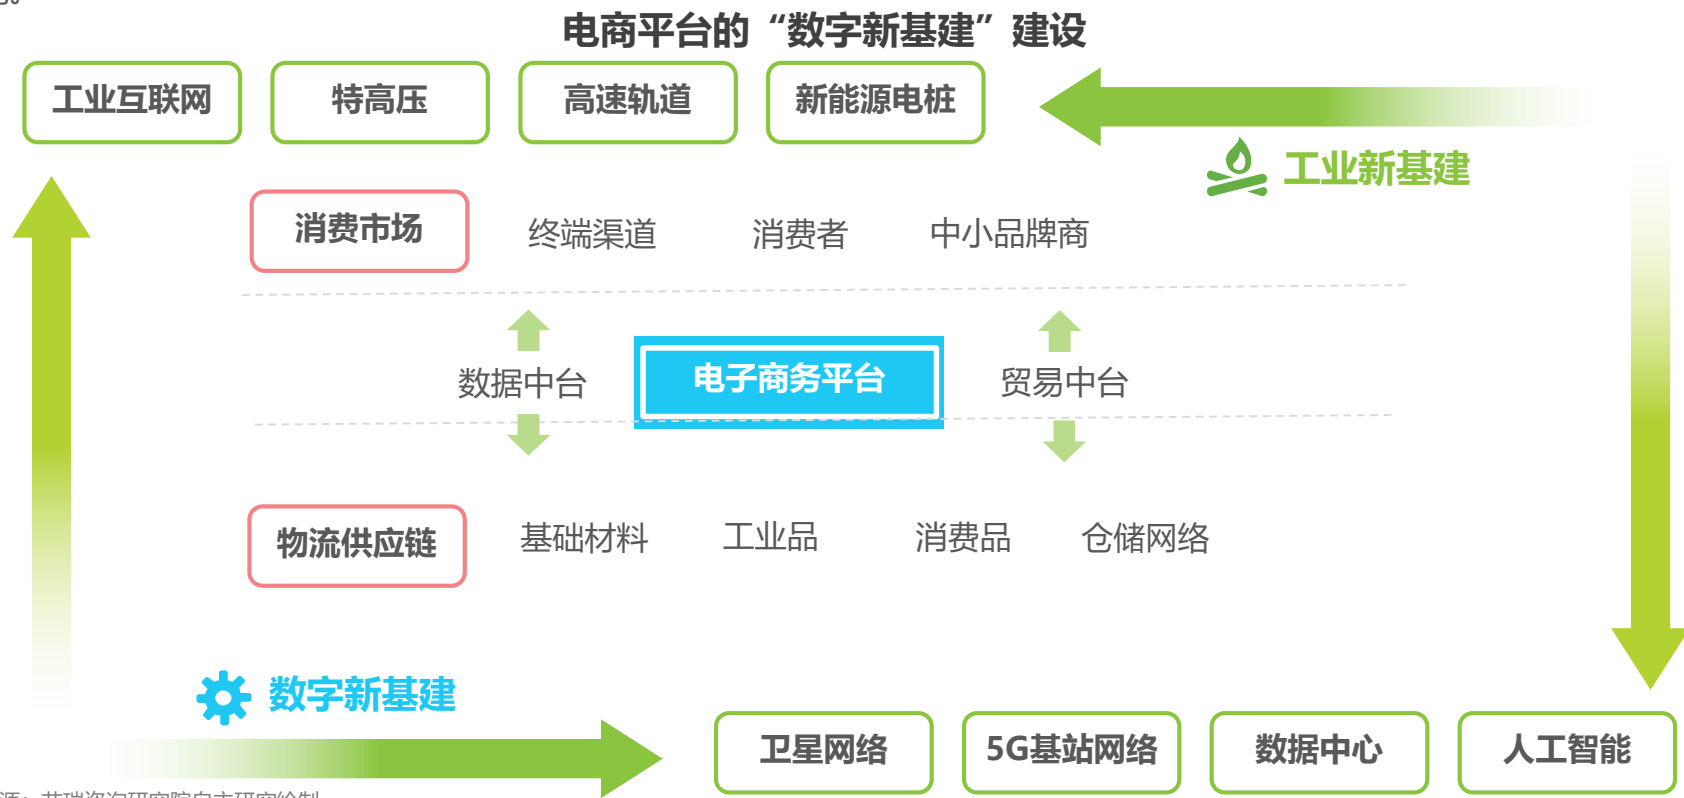 电商平台的“数字新基建”建设
工业互联网 特高压 高速轨道 新能源电桩
工业新基建
消费市场 终端渠道 消费者 中小品牌商
数据中台 电子商务平台 贸易中台
物流供应链 基础材料 工业品 消费品 仓储网络
数字新基建
卫星网络 5G基站网络 数据中心 人工智能